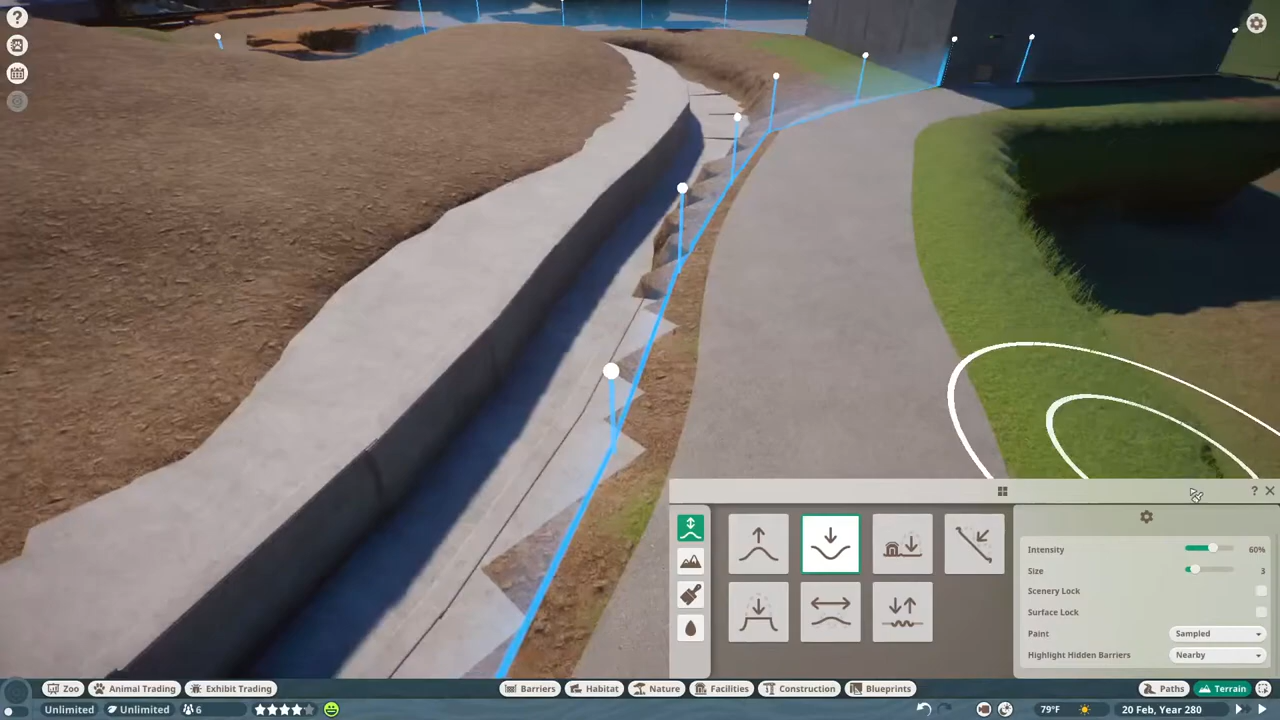 ?
? ×
Intensity 60%
Size 3
Scenery Lock
Surface Lock
Paint Sampled
Highlight Hidden Barriers Nearby
Zoo Animal Trading Exhibit Trading Barriers Habitat Nature Facilities Construction Blueprints Paths Terrain
Unlimited Unlimited 6 79°F 20 Feb, Year 280